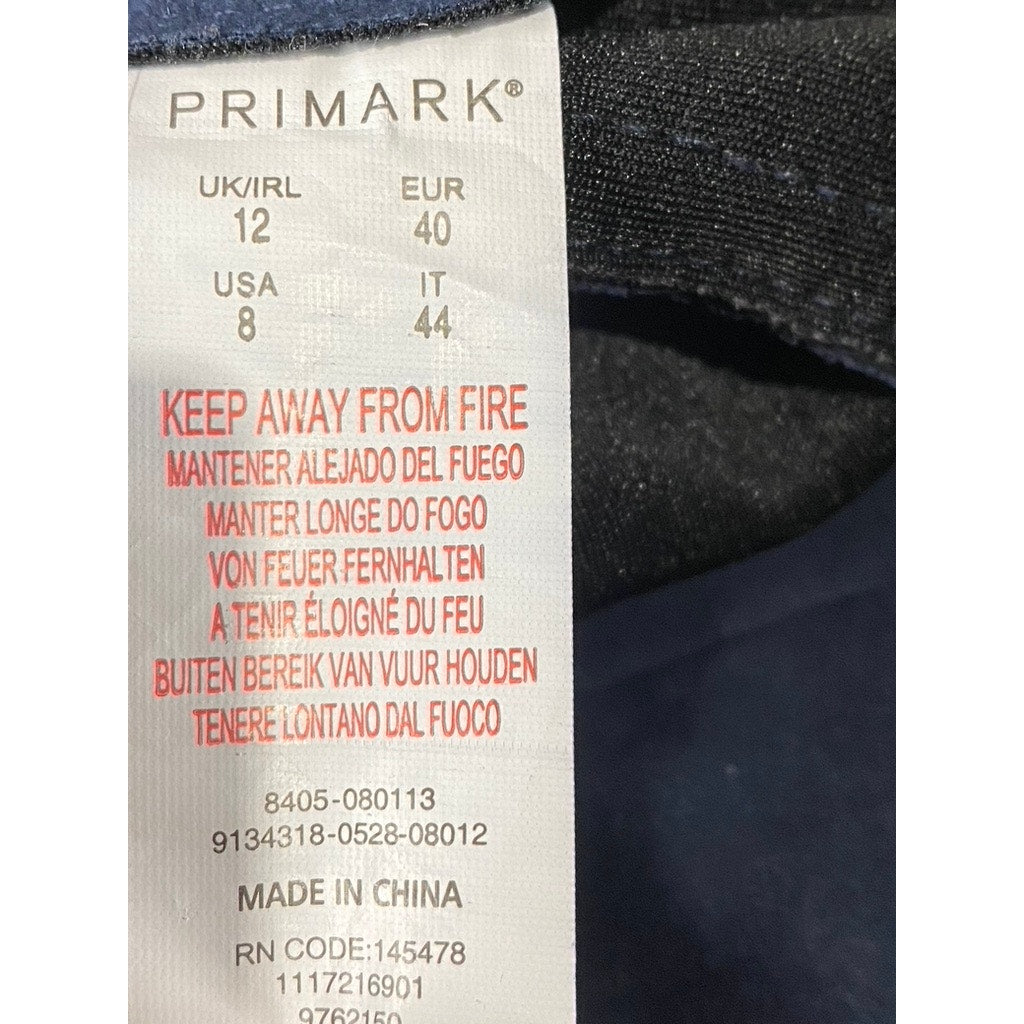 PRIMARK®
UK/IRL EUR
12 40
USA IT
8 44
KEEP AWAY FROM FIRE
MANTENER ALEJADO DEL FUEGO
MANTER LONGE DO FOGO
VON FEUER FERNHALTEN
A TENIR ÉLOIGNÉ DU FEU
BUITEN BEREIK VAN VUUR HOUDEN
TENERE LONTANO DAL FUOCO
8405-080113
9134318-0528-08012
MADE IN CHINA
RN CODE:145478
1117216901
9762150